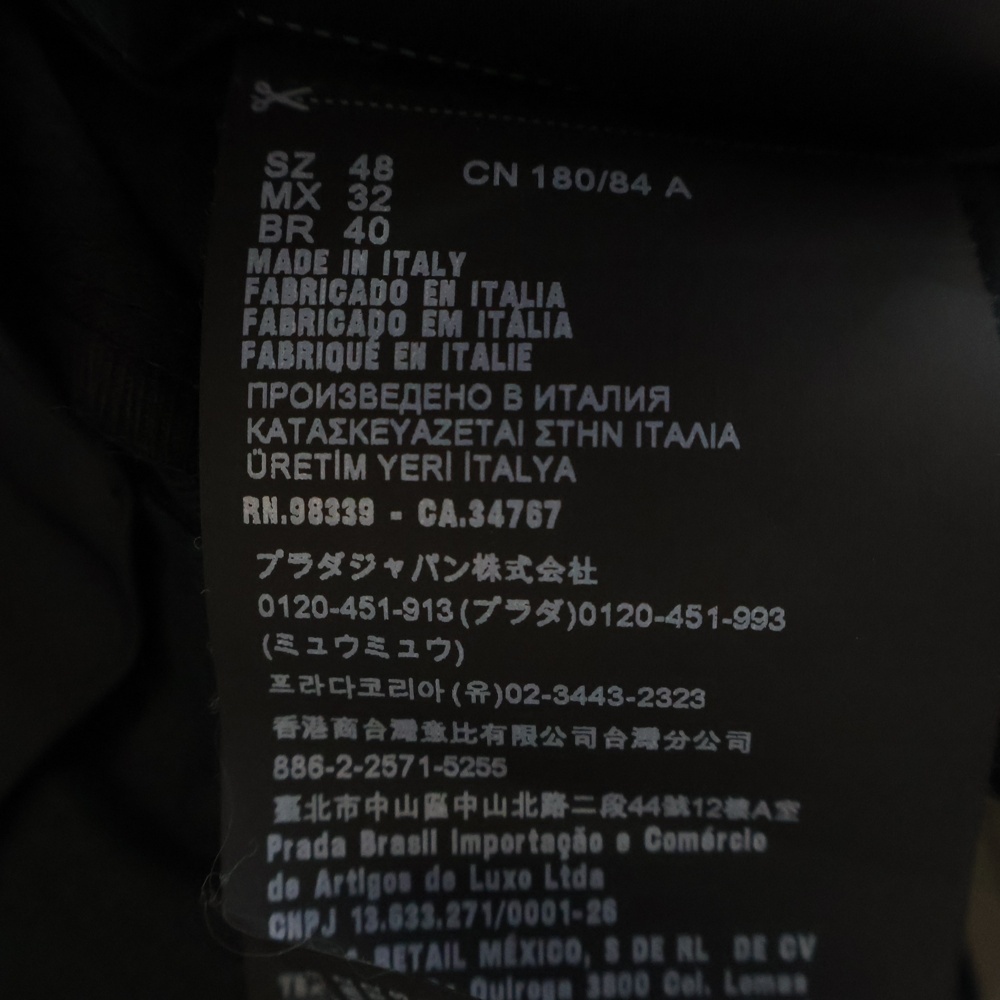 SZ 48 CN 180/84 A
MX 32
BR 40
MADE IN ITALY
FABRICADO EN ITALIA
FABRICADO EM ITÁLIA
FABRIQUÉ EN ITALIE
ПРОИЗВЕДЕНО В ИТАЛИЯ
ΚΑΤΑΣΚΕΥΑΖΕΤΑΙ ΣΤΗΝ ΙΤΑΛΙΑ
ÜRETİM YERİ İTALYA
RN.98339 - CA.34767
プラダジャパン株式会社
0120-451-913(プラダ)0120-451-993
(ミュウミュウ)
프라다코리아(유)02-3443-2323
香港商台灣壹比有限公司台灣分公司
886-2-2571-5255
臺北市中山區中山北路二段44號12樓A室
Prada Brasil Importação e Comércio
de Artigos de Luxo Ltda
CNPJ 13.633.271/0001-26
RETAIL MÉXICO, S DE RL DE CV
Quiroga 3800 Col. Lomas